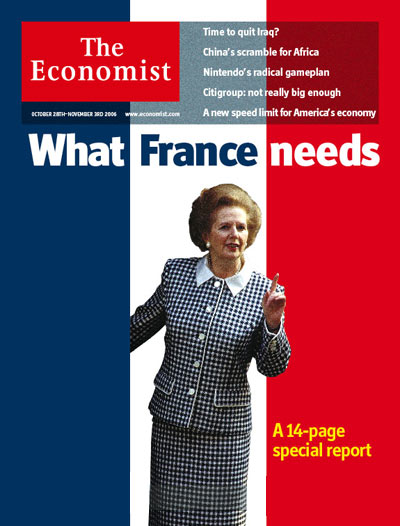 The
Economist
OCTOBER 28TH–NOVEMBER 3RD 2006 www.economist.com
Time to quit Iraq?
China's scramble for Africa
Nintendo's radical gameplan
Citigroup: not really big enough
A new speed limit for America's economy
What France needs
A 14-page
special report